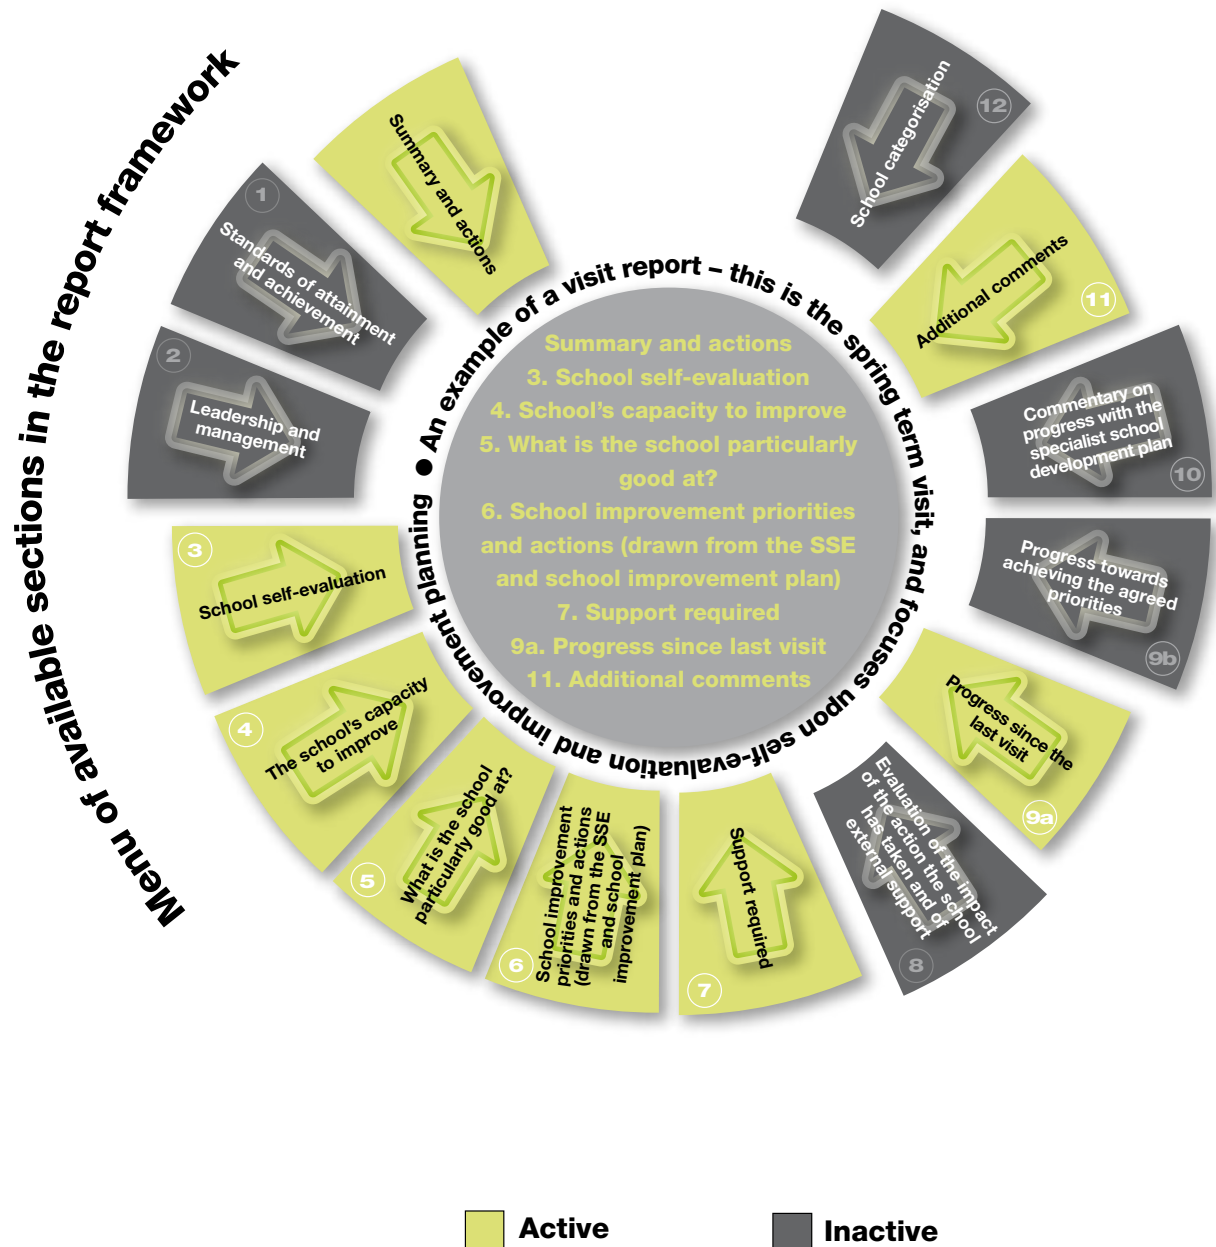 Menu of available sections in the report framework
Summary and actions
1
Standards of attainment
and achievement
2
Leadership and
management
3
School self-evaluation
4
The school's capacity
to improve
5
What is the school
particularly good at?
6
School improvement
priorities and actions
(drawn from the SSE
and school
improvement plan)
7
Support required
8
Evaluation of the impact
of the action the school
has taken and of
external support
9a
Progress since the
last visit
9b
Progress towards
achieving the agreed
priorities
10
Commentary on
progress with the
specialist school
development plan
11
Additional comments
12
School categorisation
● An example of a visit report – this is the spring term visit, and focuses upon self-evaluation and improvement planning
Summary and actions
3. School self-evaluation
4. School’s capacity to improve
5. What is the school particularly
good at?
6. School improvement priorities
and actions (drawn from the SSE
and school improvement plan)
7. Support required
9a. Progress since last visit
11. Additional comments
Active
Inactive